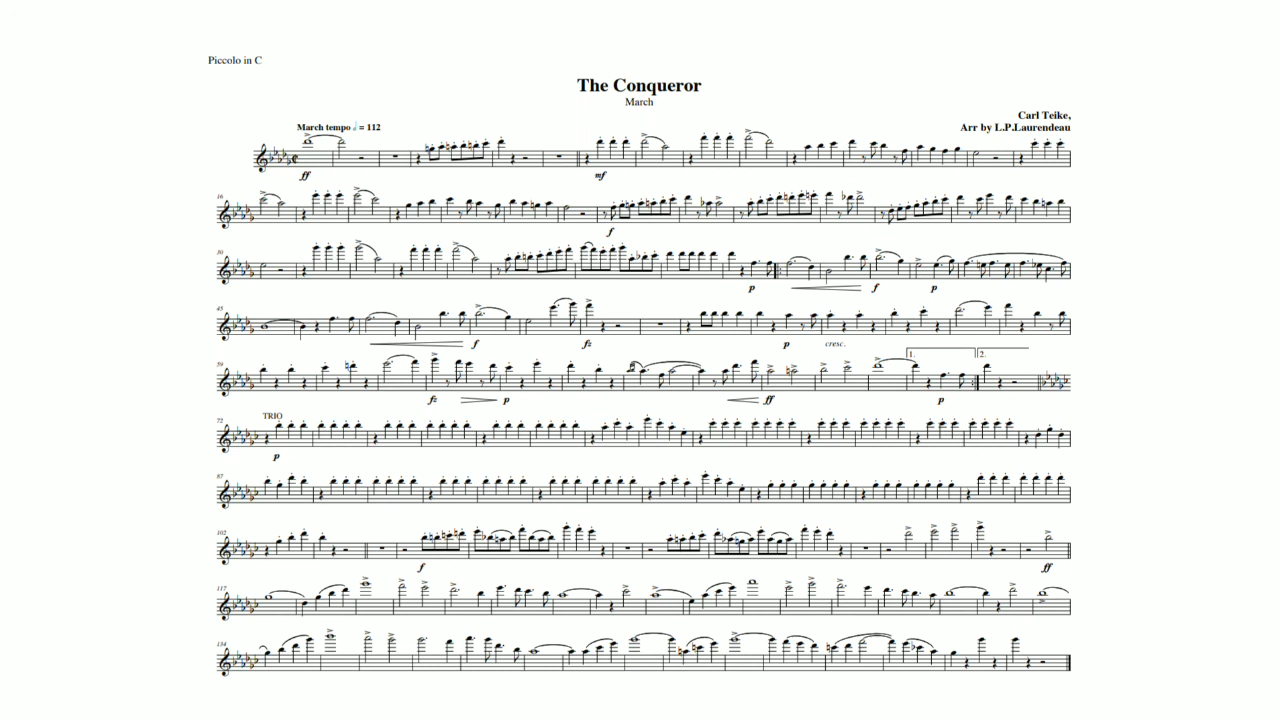 Piccolo in C
The Conqueror
March
Carl Teike,
March tempo 𝅗𝅥 = 112
Arr by L.P.Laurendeau
ff
mf
16
f
30
p
f
p
45
f
fz
p
cresc.
59
1.
2.
fz
p
ff
p
TRIO
72
p
87
102
f
ff
117
134